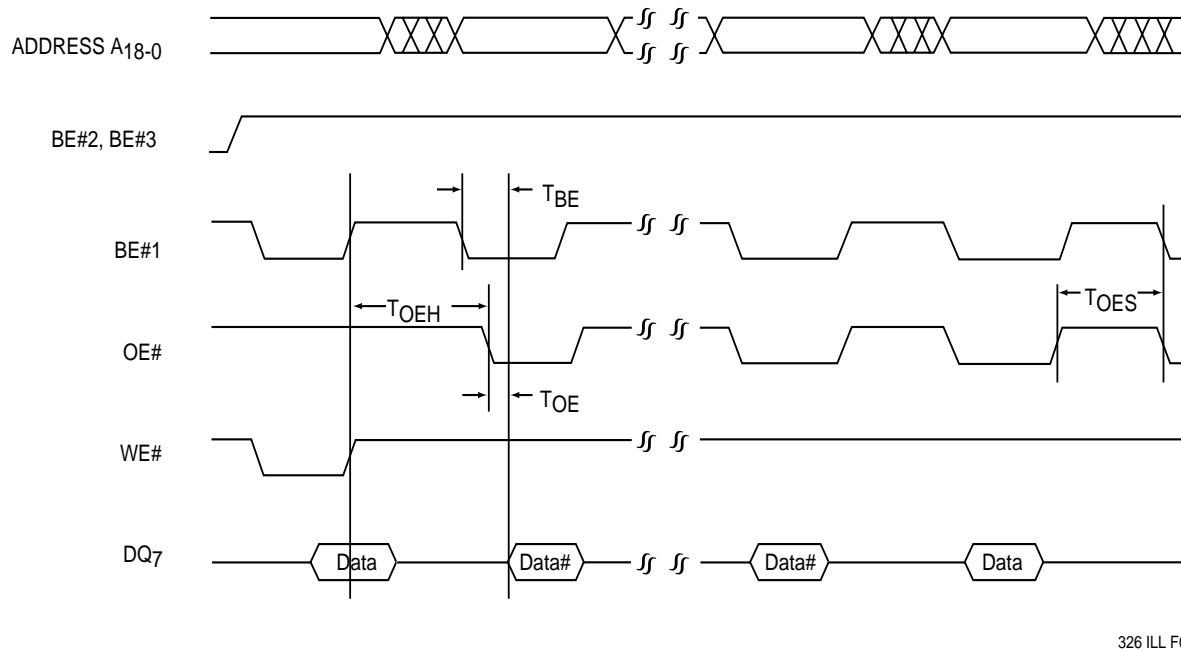 ADDRESS A18-0
BE#2, BE#3
TBE
BE#1
TOEH
TOES
OE#
TOE
WE#
DQ7
Data
Data#
Data#
Data
326 ILL F